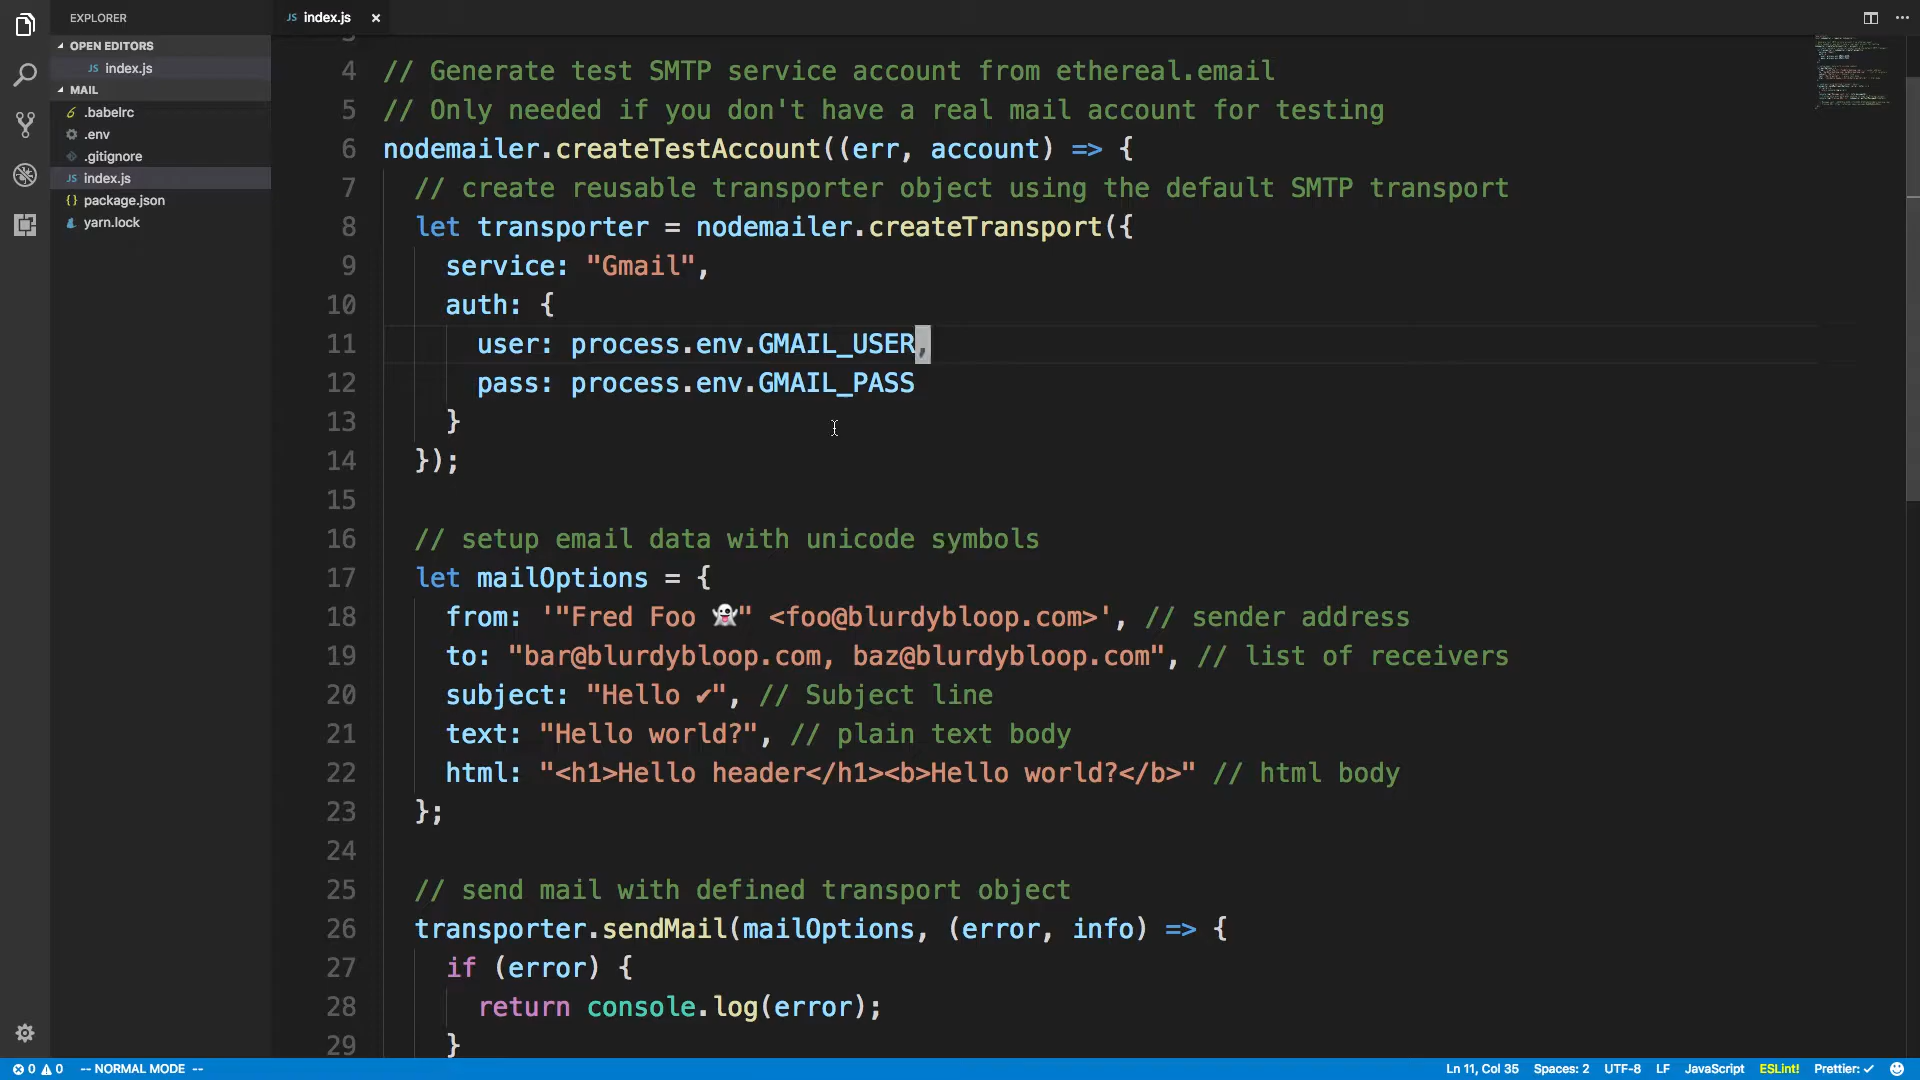 EXPLORER
OPEN EDITORS
JS index.js
MAIL
.babelrc
.env
.gitignore
JS index.js
{} package.json
yarn.lock
JS index.js ×
4 // Generate test SMTP service account from ethereal.email
5 // Only needed if you don't have a real mail account for testing
6 nodemailer.createTestAccount((err, account) => {
7 // create reusable transporter object using the default SMTP transport
8 let transporter = nodemailer.createTransport({
9 service: "Gmail",
10 auth: {
11 user: process.env.GMAIL_USER,
12 pass: process.env.GMAIL_PASS
13 }
14 });
15
16 // setup email data with unicode symbols
17 let mailOptions = {
18 from: '"Fred Foo 👻" <foo@blurdybloop.com>', // sender address
19 to: "bar@blurdybloop.com, baz@blurdybloop.com", // list of receivers
20 subject: "Hello ✔", // Subject line
21 text: "Hello world?", // plain text body
22 html: "<h1>Hello header</h1><b>Hello world?</b>" // html body
23 };
24
25 // send mail with defined transport object
26 transporter.sendMail(mailOptions, (error, info) => {
27 if (error) {
28 return console.log(error);
29 }
0 0 -- NORMAL MODE -- Ln 11, Col 35 Spaces: 2 UTF-8 LF JavaScript ESLint! Prettier: ✓